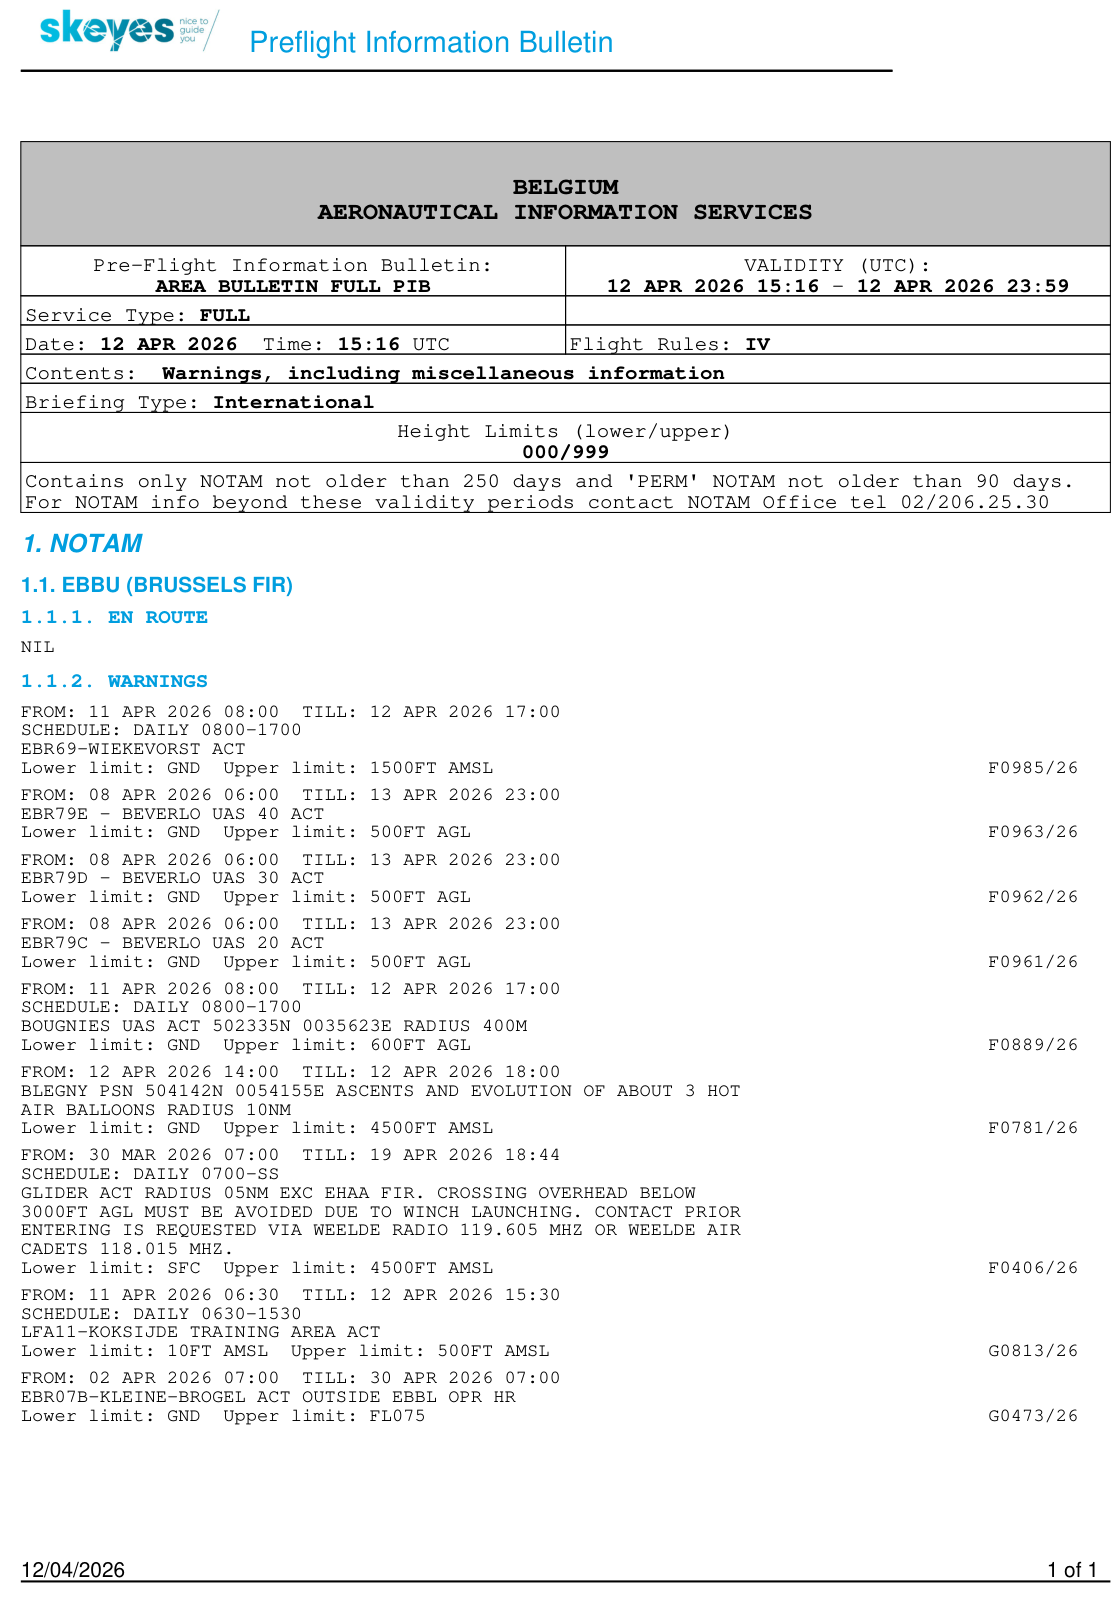 skeyes nice to guide you
Preflight Information Bulletin
BELGIUM
AERONAUTICAL INFORMATION SERVICES
Pre-Flight Information Bulletin:
AREA BULLETIN FULL PIB
VALIDITY (UTC):
12 APR 2026 15:16 - 12 APR 2026 23:59
Service Type: FULL
Date: 12 APR 2026 Time: 15:16 UTC
Flight Rules: IV
Contents: Warnings, including miscellaneous information
Briefing Type: International
Height Limits (lower/upper)
000/999
Contains only NOTAM not older than 250 days and 'PERM' NOTAM not older than 90 days.
For NOTAM info beyond these validity periods contact NOTAM Office tel 02/206.25.30
1. NOTAM
1.1. EBBU (BRUSSELS FIR)
1.1.1. EN ROUTE
NIL
1.1.2. WARNINGS
FROM: 11 APR 2026 08:00 TILL: 12 APR 2026 17:00
SCHEDULE: DAILY 0800-1700
EBR69-WIEKEVORST ACT
Lower limit: GND Upper limit: 1500FT AMSL F0985/26
FROM: 08 APR 2026 06:00 TILL: 13 APR 2026 23:00
EBR79E - BEVERLO UAS 40 ACT
Lower limit: GND Upper limit: 500FT AGL F0963/26
FROM: 08 APR 2026 06:00 TILL: 13 APR 2026 23:00
EBR79D - BEVERLO UAS 30 ACT
Lower limit: GND Upper limit: 500FT AGL F0962/26
FROM: 08 APR 2026 06:00 TILL: 13 APR 2026 23:00
EBR79C - BEVERLO UAS 20 ACT
Lower limit: GND Upper limit: 500FT AGL F0961/26
FROM: 11 APR 2026 08:00 TILL: 12 APR 2026 17:00
SCHEDULE: DAILY 0800-1700
BOUGNIES UAS ACT 502335N 0035623E RADIUS 400M
Lower limit: GND Upper limit: 600FT AGL F0889/26
FROM: 12 APR 2026 14:00 TILL: 12 APR 2026 18:00
BLEGNY PSN 504142N 0054155E ASCENTS AND EVOLUTION OF ABOUT 3 HOT
AIR BALLOONS RADIUS 10NM
Lower limit: GND Upper limit: 4500FT AMSL F0781/26
FROM: 30 MAR 2026 07:00 TILL: 19 APR 2026 18:44
SCHEDULE: DAILY 0700-SS
GLIDER ACT RADIUS 05NM EXC EHAA FIR. CROSSING OVERHEAD BELOW
3000FT AGL MUST BE AVOIDED DUE TO WINCH LAUNCHING. CONTACT PRIOR
ENTERING IS REQUESTED VIA WEELDE RADIO 119.605 MHZ OR WEELDE AIR
CADETS 118.015 MHZ.
Lower limit: SFC Upper limit: 4500FT AMSL F0406/26
FROM: 11 APR 2026 06:30 TILL: 12 APR 2026 15:30
SCHEDULE: DAILY 0630-1530
LFA11-KOKSIJDE TRAINING AREA ACT
Lower limit: 10FT AMSL Upper limit: 500FT AMSL G0813/26
FROM: 02 APR 2026 07:00 TILL: 30 APR 2026 07:00
EBR07B-KLEINE-BROGEL ACT OUTSIDE EBBL OPR HR
Lower limit: GND Upper limit: FL075 G0473/26
12/04/2026 1 of 1